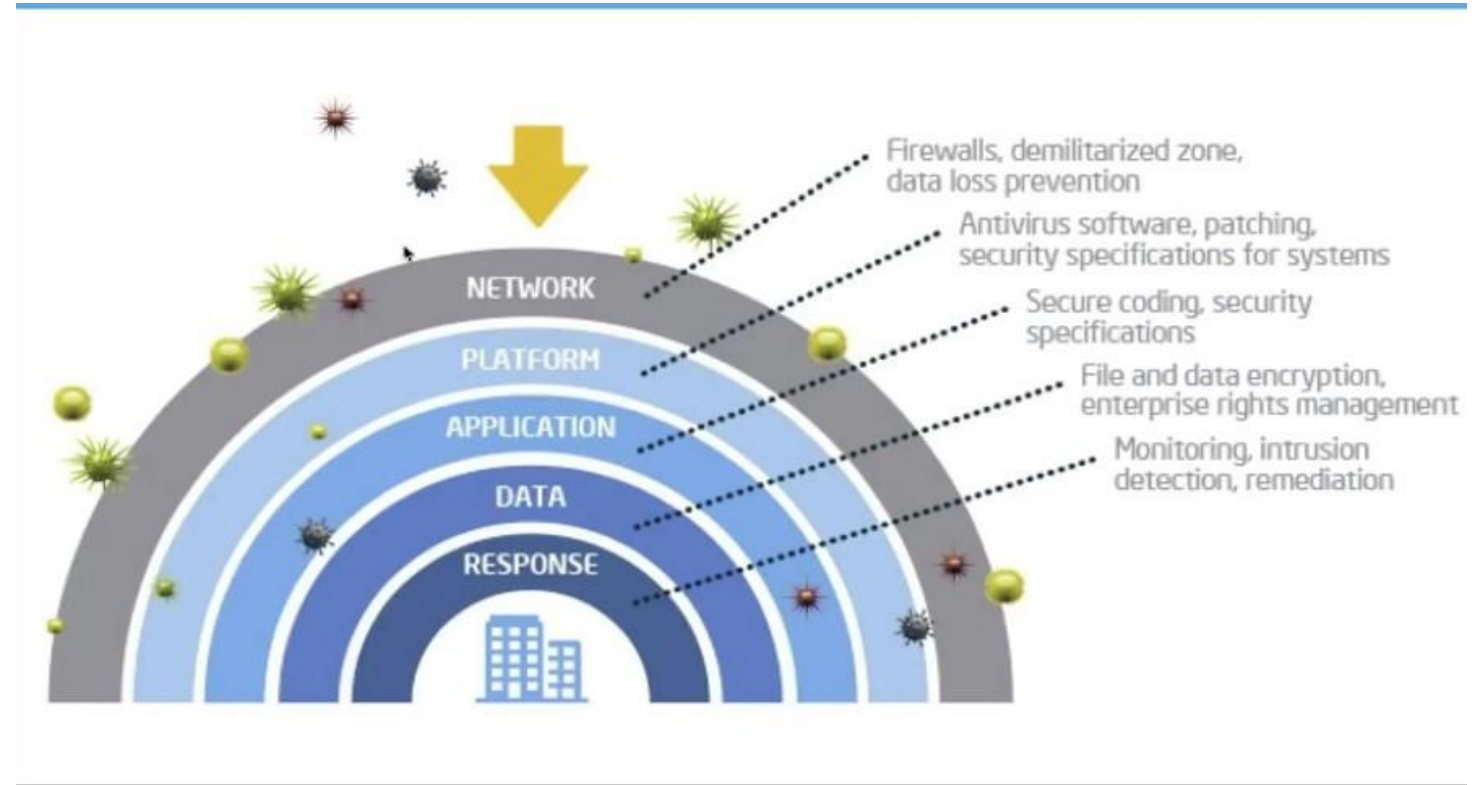 NETWORK
PLATFORM
APPLICATION
DATA
RESPONSE
Firewalls, demilitarized zone,
data loss prevention
Antivirus software, patching,
security specifications for systems
Secure coding, security
specifications
File and data encryption,
enterprise rights management
Monitoring, intrusion
detection, remediation